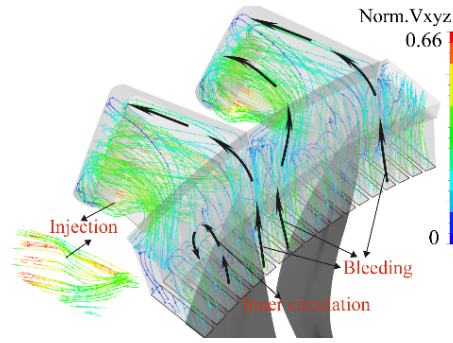 Norm.Vxyz
0.66
0
Injection
Bleeding
Inner circulation